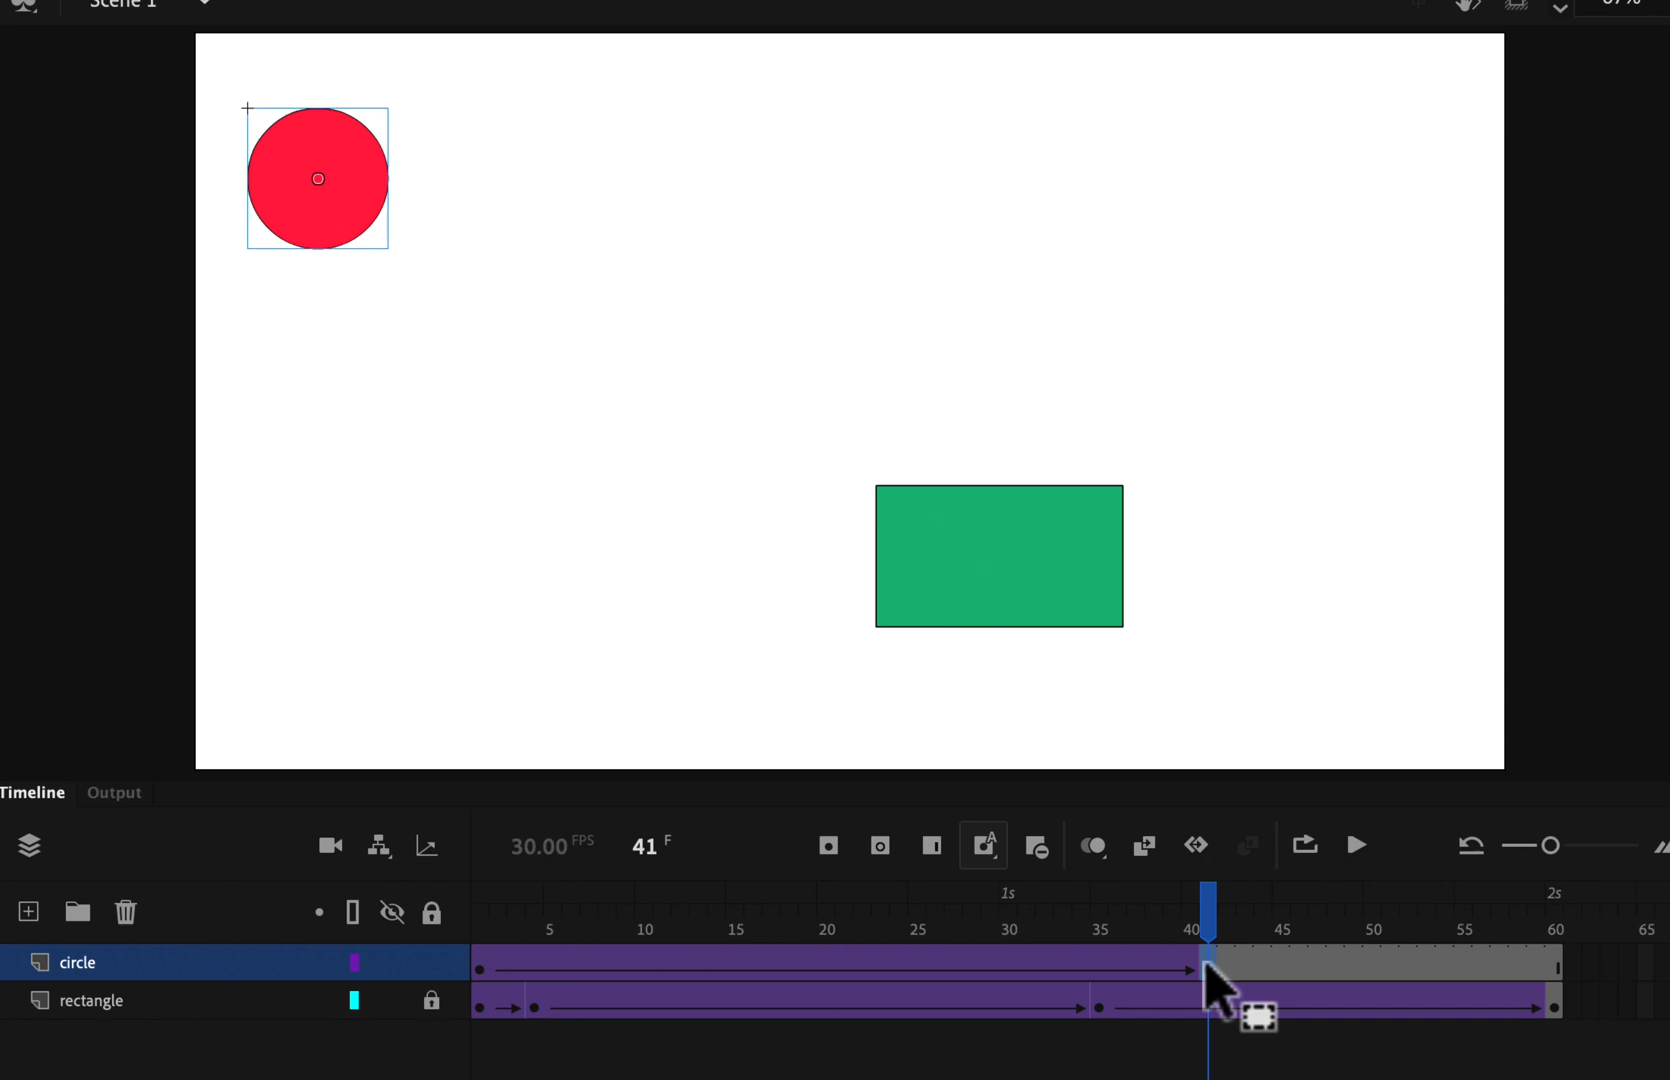 Scene 1
Timeline Output
30.00 FPS 41 F
1s 2s
5 10 15 20 25 30 35 40 45 50 55 60 65
circle
rectangle